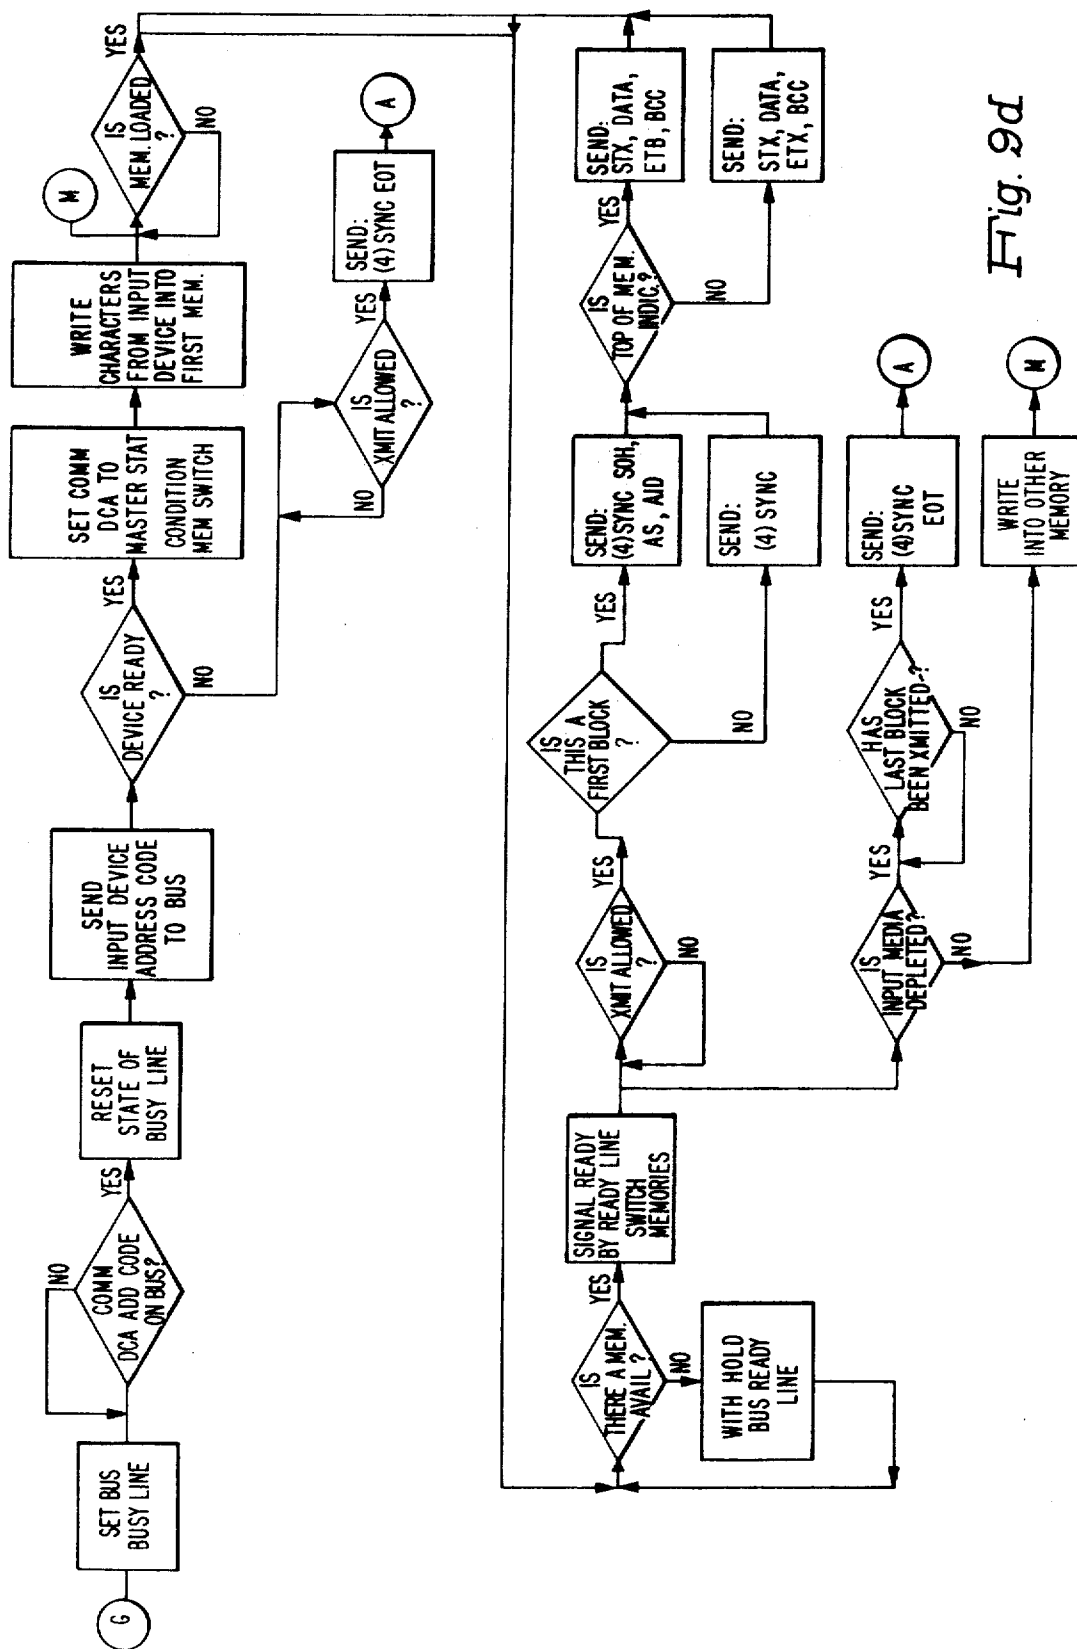 G
SET BUS
BUSY LINE
NO
COMM
DCA ADD CODE
ON BUS?
YES
RESET
STATE OF
BUSY LINE
SEND
INPUT DEVICE
ADDRESS CODE
TO BUS
IS
DEVICE READY
?
YES
NO
SET COMM
DCA TO
MASTER STAT
CONDITION
MEM SWITCH
WRITE
CHARACTERS
FROM INPUT
DEVICE INTO
FIRST MEM.
M
IS
MEM. LOADED
?
YES
NO
IS
XMIT ALLOWED
?
NO
YES
SEND:
(4) SYNC EOT
A
IS
THERE A MEM.
AVAIL?
YES
NO
WITH HOLD
BUS READY
LINE
SIGNAL READY
BY READY LINE
SWITCH
MEMORIES
IS
XMIT ALLOWED
?
YES
NO
IS
THIS A
FIRST BLOCK
?
YES
NO
SEND:
(4) SYNC SOH,
AS, AID
SEND:
(4) SYNC
IS
TOP OF MEM.
INDIC.?
YES
NO
SEND:
STX, DATA,
ETB, BCC
SEND:
STX, DATA,
ETX, BCC
IS
INPUT MEDIA
DEPLETED?
YES
NO
HAS
LAST BLOCK
BEEN XMITTED-?
YES
NO
SEND:
(4) SYNC
EOT
A
WRITE
INTO OTHER
MEMORY
M
Fig. 9d